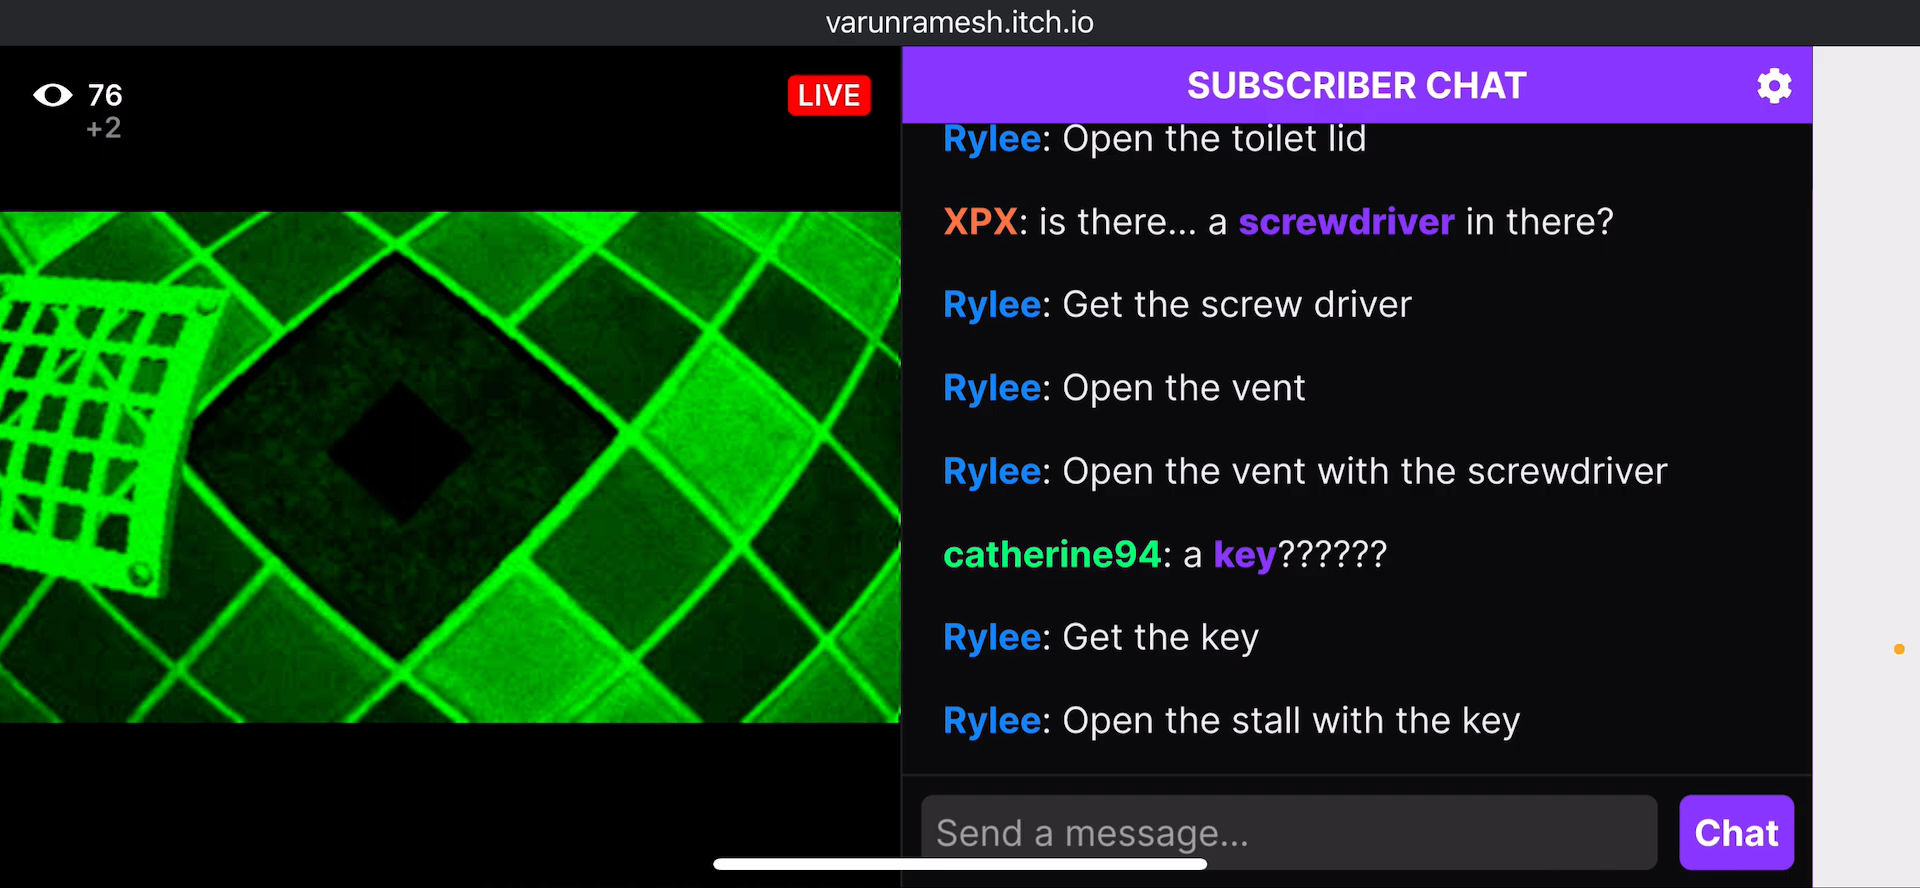 varunramesh.itch.io
76
+2
LIVE
SUBSCRIBER CHAT
Rylee: Open the toilet lid
XPX: is there... a screwdriver in there?
Rylee: Get the screw driver
Rylee: Open the vent
Rylee: Open the vent with the screwdriver
catherine94: a key??????
Rylee: Get the key
Rylee: Open the stall with the key
Send a message...
Chat